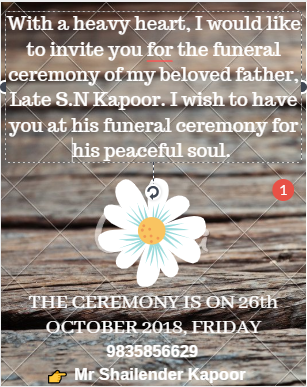 With a heavy heart, I would like
to invite you for the funeral
ceremony of my beloved father,
Late S.N Kapoor. I wish to have
you at his funeral ceremony for
his peaceful soul.
1
THE CEREMONY IS ON 26th
OCTOBER 2018, FRIDAY
9835856629
Mr Shailender Kapoor